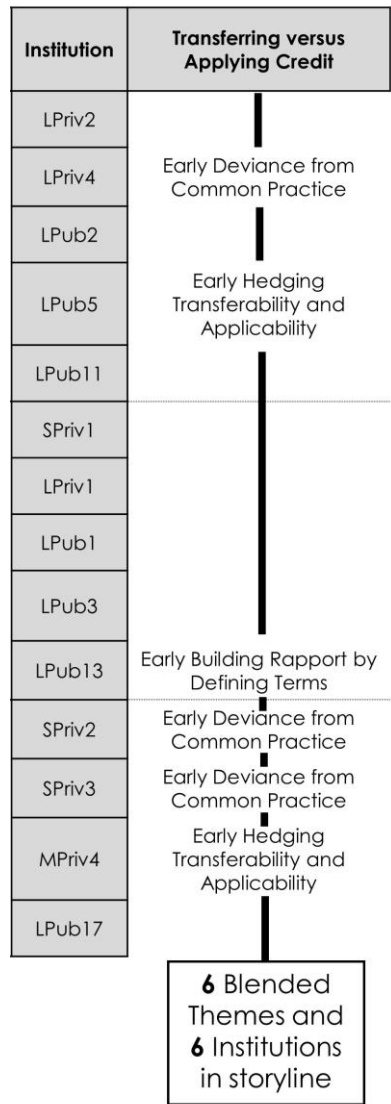 Institution
Transferring versus
Applying Credit
LPriv2
LPriv4
Early Deviance from
Common Practice
LPub2
LPub5
Early Hedging
Transferability and
Applicability
LPub11
SPriv1
LPriv1
LPub1
LPub3
LPub13
Early Building Rapport by
Defining Terms
SPriv2
Early Deviance from
Common Practice
SPriv3
Early Deviance from
Common Practice
MPriv4
Early Hedging
Transferability and
Applicability
LPub17
6 Blended
Themes and
6 Institutions
in storyline